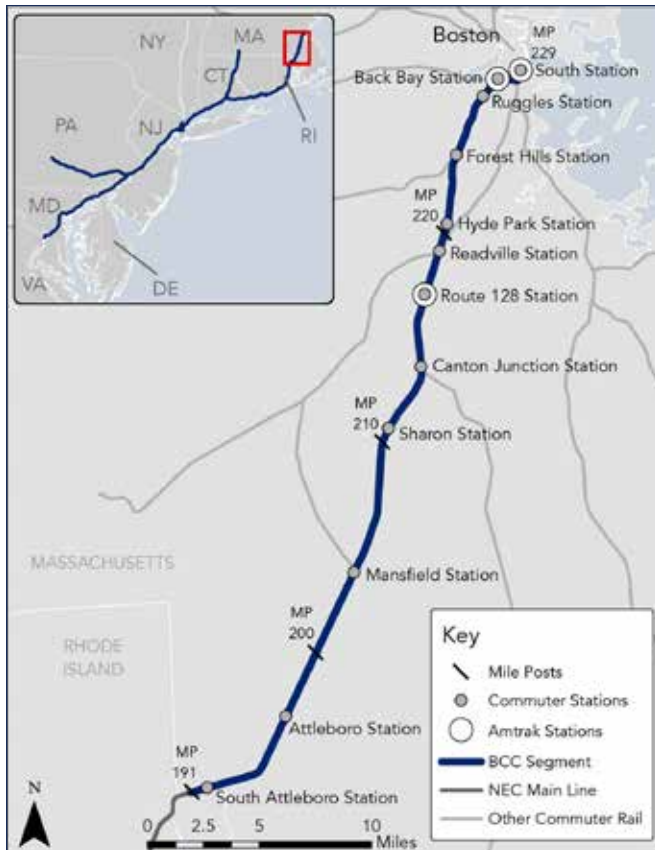 NY
MA
CT
RI
PA
NJ
MD
VA
DE
Boston
MP
229
South Station
Back Bay Station
Ruggles Station
Forest Hills Station
MP
220
Hyde Park Station
Readville Station
Route 128 Station
Canton Junction Station
MP
210
Sharon Station
Mansfield Station
MASSACHUSETTS
RHODE
ISLAND
MP
200
Attleboro Station
MP
191
South Attleboro Station
N
0 2.5 5 10
Miles
Key
Mile Posts
Commuter Stations
Amtrak Stations
BCC Segment
NEC Main Line
Other Commuter Rail